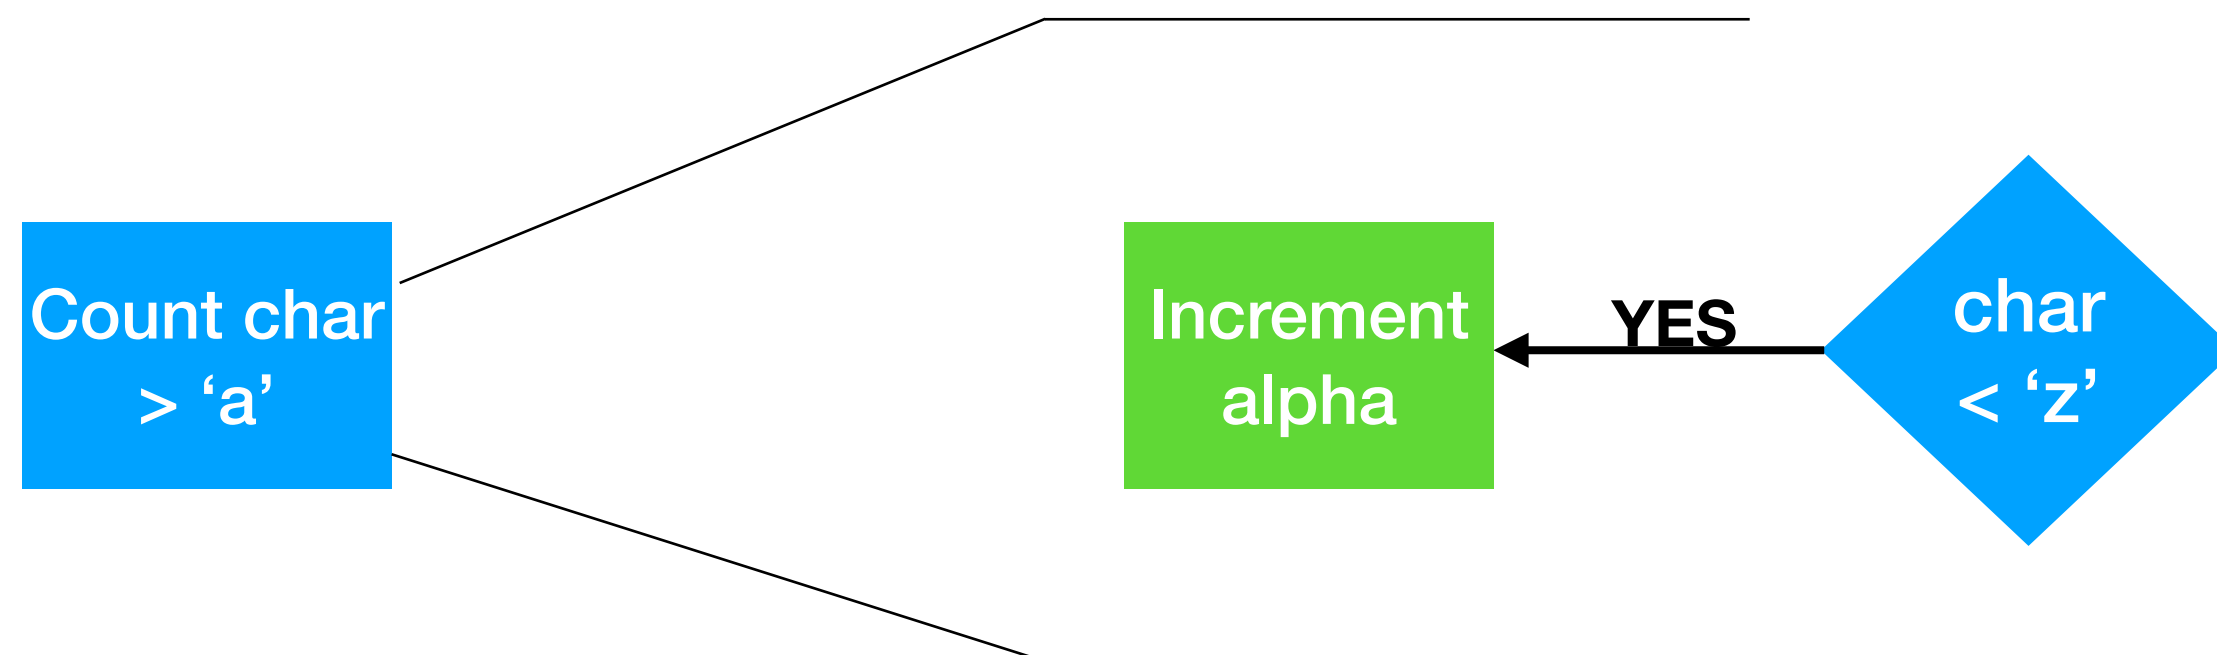 Count char
> ‘a’
Increment
alpha
YES
char
< ‘z’